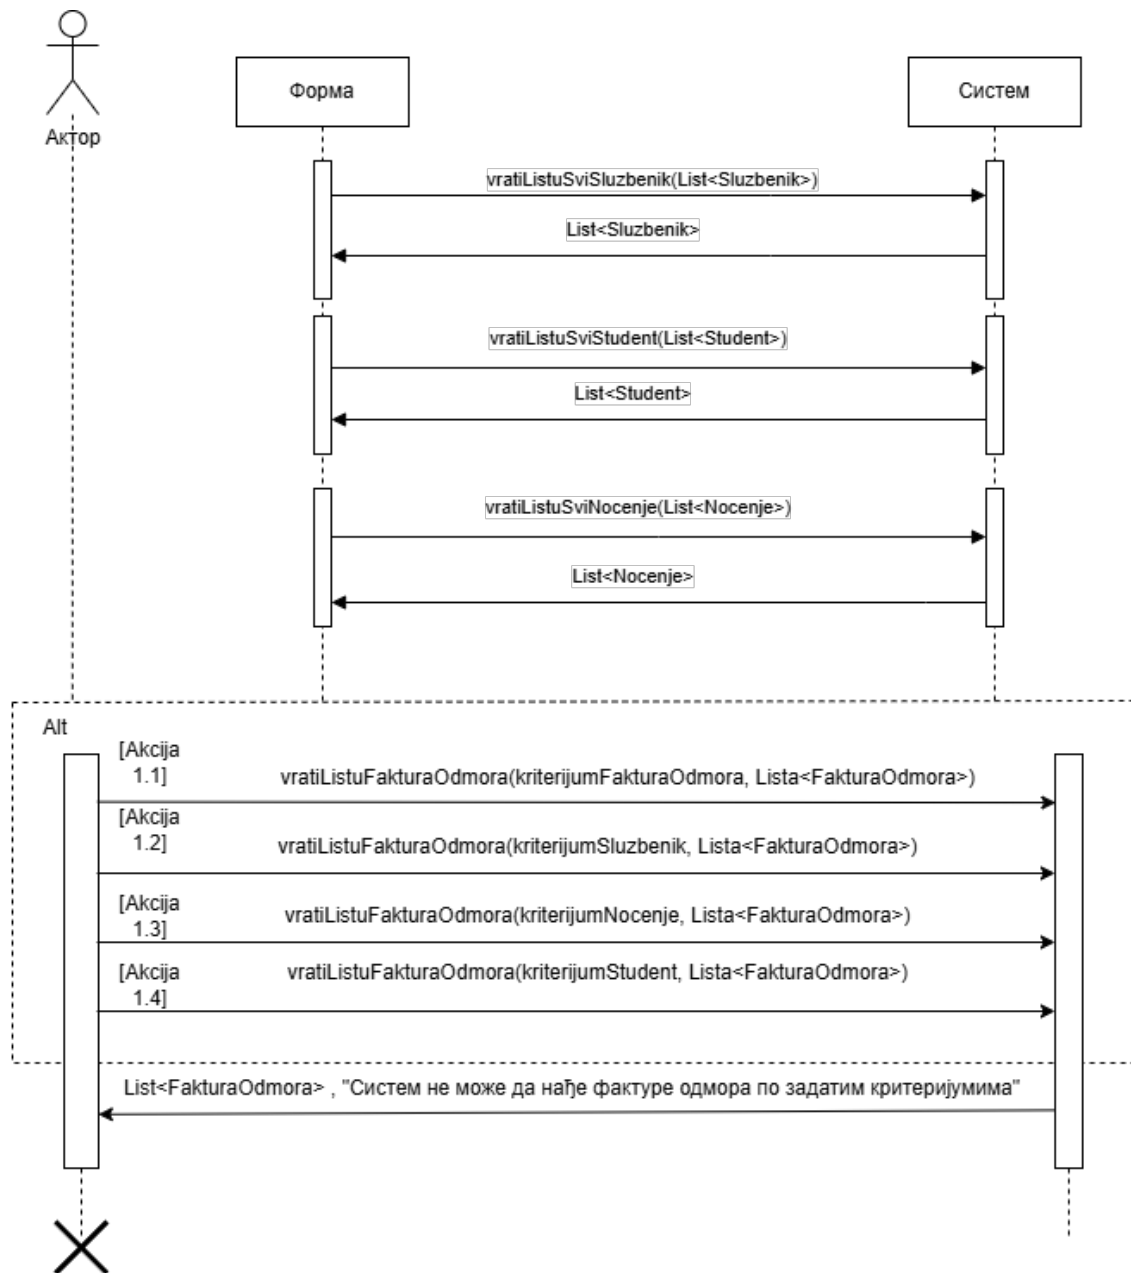 Форма
Систем
Актор
vratiListuSviSluzbenik(List<Sluzbenik>)
List<Sluzbenik>
vratiListuSviStudent(List<Student>)
List<Student>
vratiListuSviNocenje(List<Nocenje>)
List<Nocenje>
Alt
[Akcija
1.1]
vratiListuFakturaOdmora(kriterijumFakturaOdmora, Lista<FakturaOdmora>)
[Akcija
1.2]
vratiListuFakturaOdmora(kriterijumSluzbenik, Lista<FakturaOdmora>)
[Akcija
1.3]
vratiListuFakturaOdmora(kriterijumNocenje, Lista<FakturaOdmora>)
[Akcija
1.4]
vratiListuFakturaOdmora(kriterijumStudent, Lista<FakturaOdmora>)
List<FakturaOdmora> , "Систем не може да нађе фактуре одмора по задатим критеријумима"